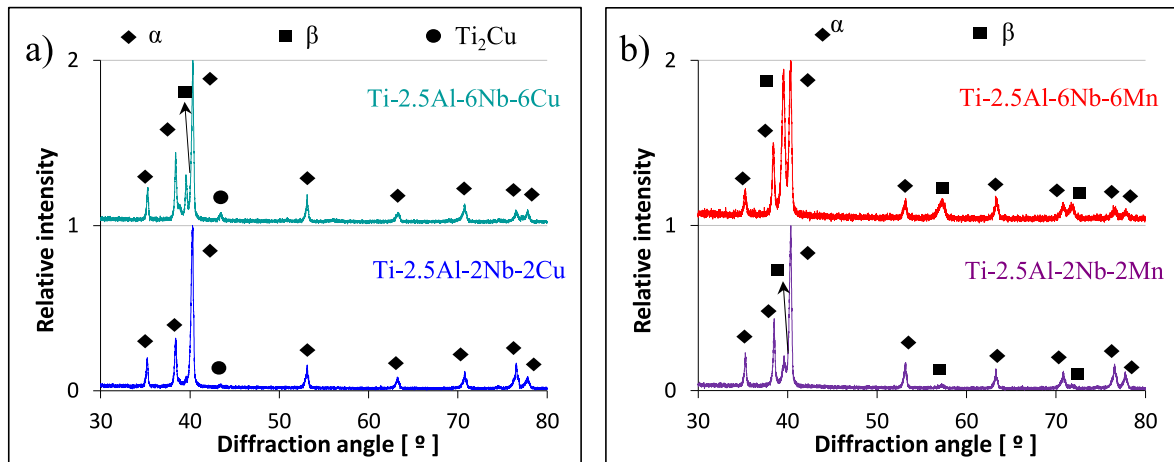 a)
α
β
Ti₂Cu
2
Ti-2.5Al-6Nb-6Cu
1
Ti-2.5Al-2Nb-2Cu
0
30 40 50 60 70 80
Relative intensity
Diffraction angle [ º ]
b)
α
β
2
Ti-2.5Al-6Nb-6Mn
1
Ti-2.5Al-2Nb-2Mn
0
30 40 50 60 70 80
Relative intensity
Diffraction angle [ º ]